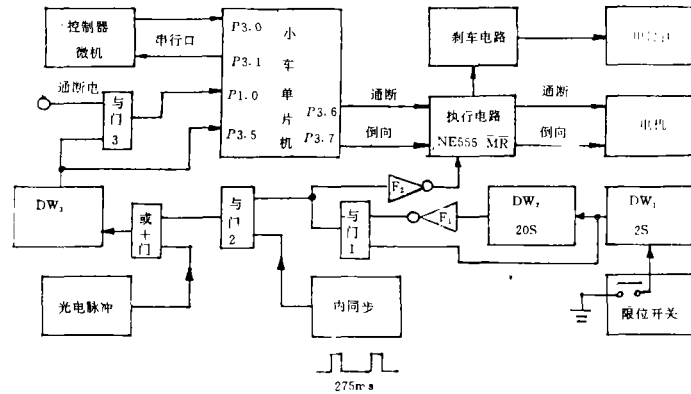 控制器
微机
串行口
P3.0 小
P3.1 车
单
P1.0 片
P3.6
P3.5 机 P3.7
通断电
与
门
3
通断
倒向
刹车电路
执行电路
NE555 M̅R̅
通断
倒向
电机
DW₃
或
门
与
门
2
与
门
1
F₂
F₁
DW₂
20S
DW₁
2S
光电脉冲
内同步
限位开关
275ms